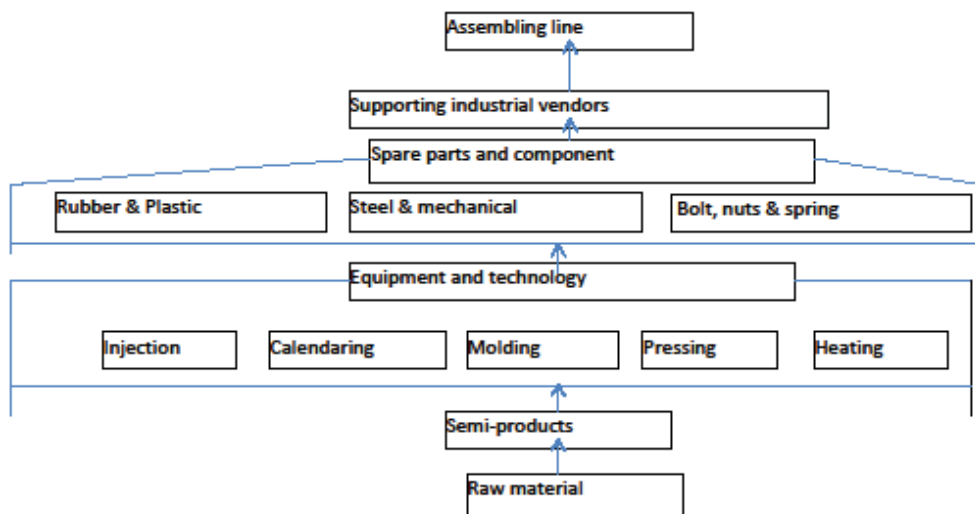 Assembling line
Supporting industrial vendors
Spare parts and component
Rubber & Plastic
Steel & mechanical
Bolt, nuts & spring
Equipment and technology
Injection
Calendaring
Molding
Pressing
Heating
Semi-products
Raw material